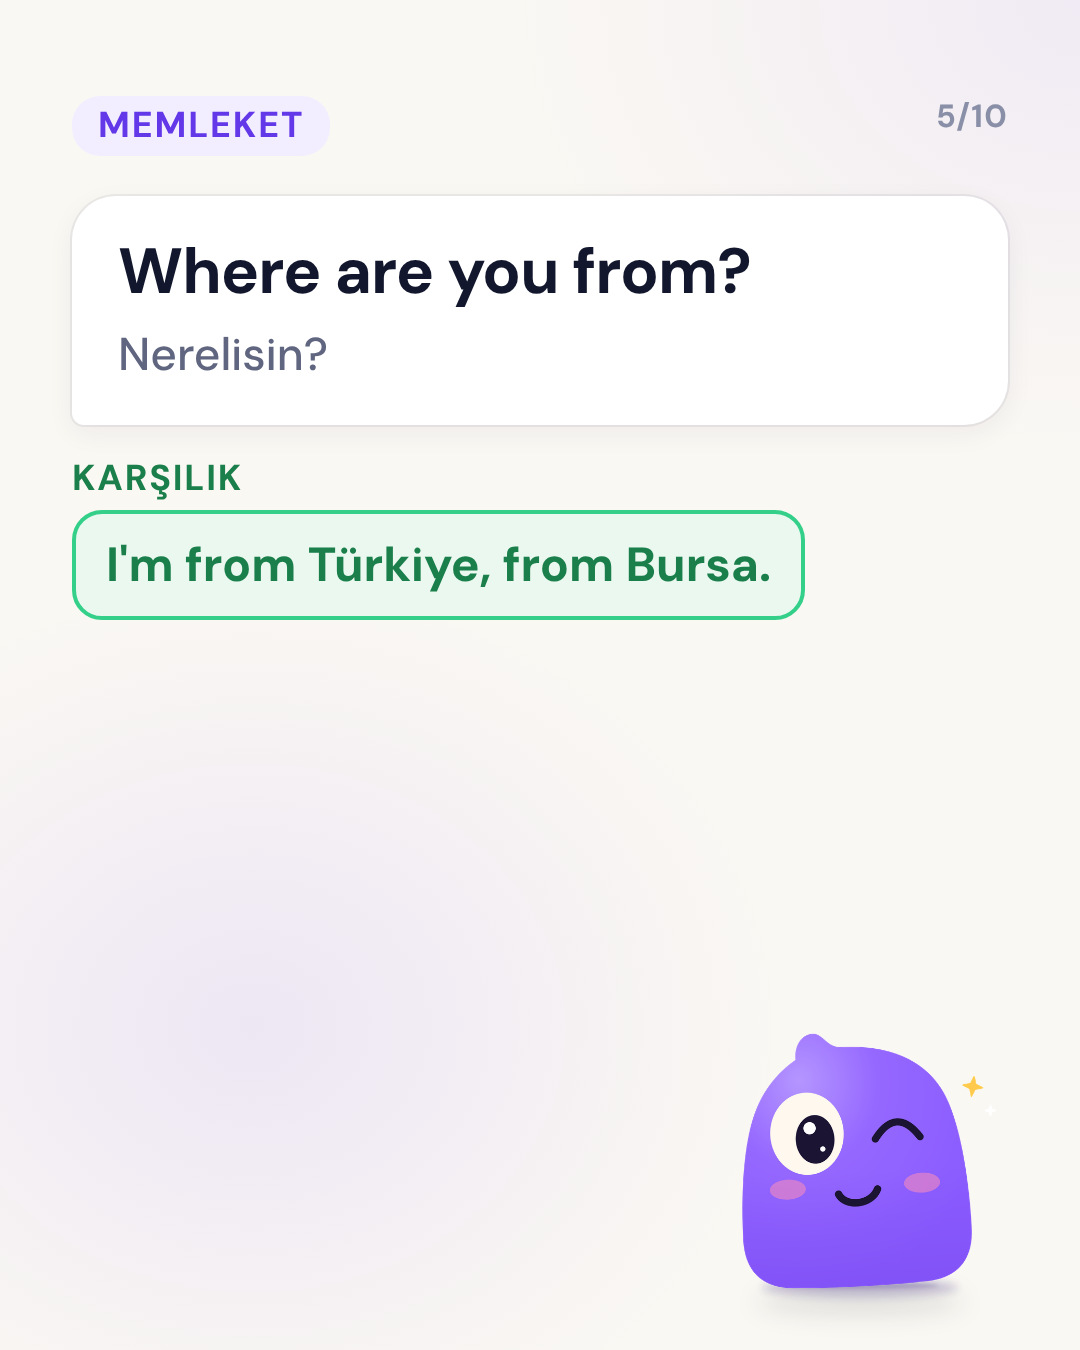 MEMLEKET
5/10
Where are you from?
Nerelisin?
KARŞILIK
I'm from Türkiye, from Bursa.